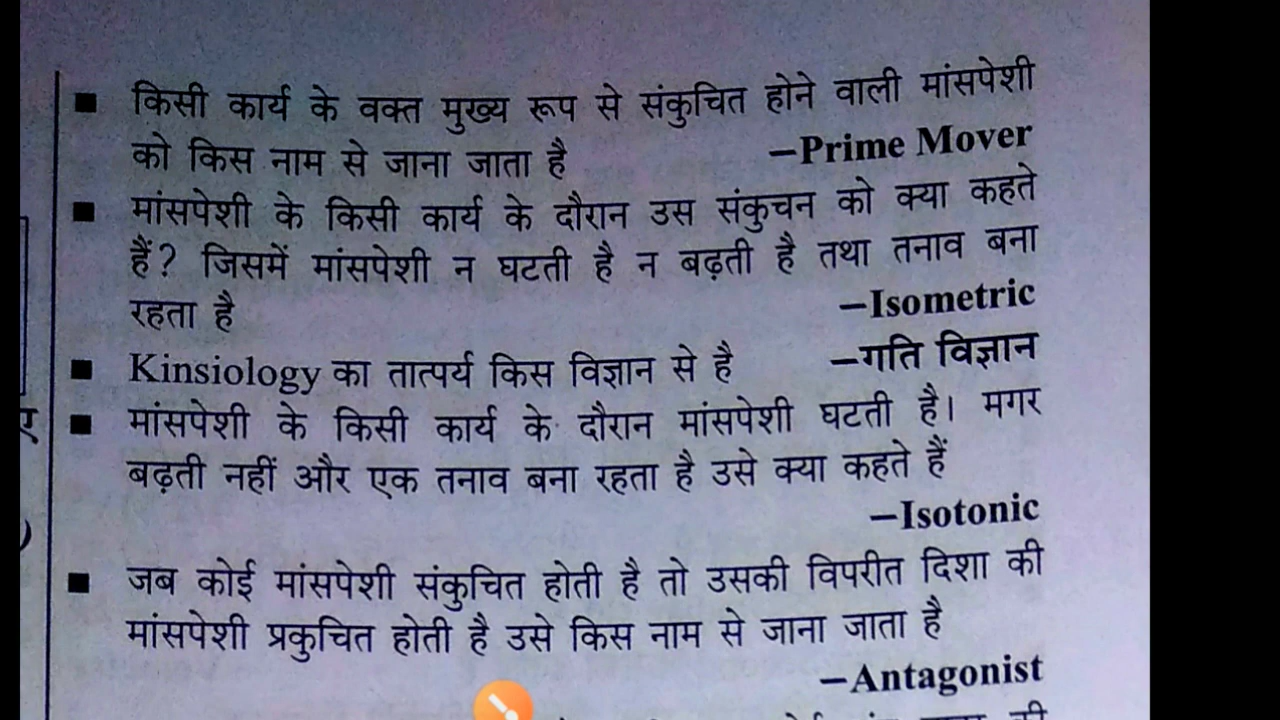 ■ किसी कार्य के वक्त मुख्य रूप से संकुचित होने वाली मांसपेशी
को किस नाम से जाना जाता है –Prime Mover
■ मांसपेशी के किसी कार्य के दौरान उस संकुचन को क्या कहते
हैं? जिसमें मांसपेशी न घटती है न बढ़ती है तथा तनाव बना
रहता है –Isometric
■ Kinsiology का तात्पर्य किस विज्ञान से है –गति विज्ञान
■ मांसपेशी के किसी कार्य के दौरान मांसपेशी घटती है। मगर
बढ़ती नहीं और एक तनाव बना रहता है उसे क्या कहते हैं
–Isotonic
■ जब कोई मांसपेशी संकुचित होती है तो उसकी विपरीत दिशा की
मांसपेशी प्रकुचित होती है उसे किस नाम से जाना जाता है
–Antagonist